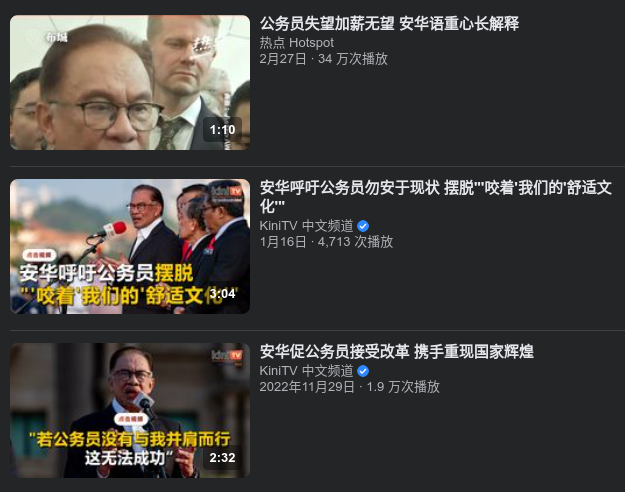 布城
1:10
公务员失望加薪无望 安华语重心长解释
热点 Hotspot
2月27日 · 34 万次播放
kiniTV
点击视频
安华呼吁公务员摆脱
"'咬着'我们的'舒适文化'"
3:04
安华呼吁公务员勿安于现状 摆脱"'咬着'我们的'舒适文
化'"
KiniTV 中文频道
1月16日 · 4,713 次播放
kiniTV
点击视频
"若公务员没有与我并肩而行
这无法成功"
2:32
安华促公务员接受改革 携手重现国家辉煌
KiniTV 中文频道
2022年11月29日 · 1.9 万次播放